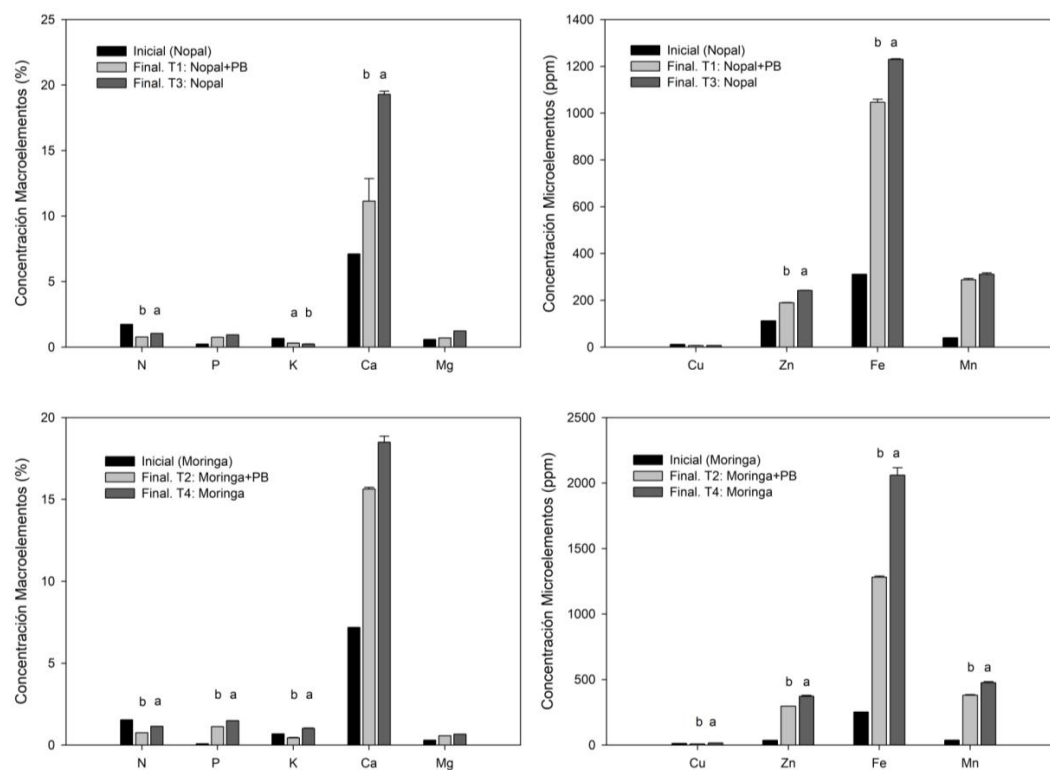 Concentración Macroelementos (%)
25
20
15
10
5
0
Inicial (Nopal)
Final. T1: Nopal+PB
Final. T3: Nopal
b a
a b
b a
N P K Ca Mg
Concentración Microelementos (ppm)
1400
1200
1000
800
600
400
200
0
Inicial (Nopal)
Final. T1: Nopal+PB
Final. T3: Nopal
b a
b a
Cu Zn Fe Mn
Concentración Macroelementos (%)
20
15
10
5
0
Inicial (Moringa)
Final. T2: Moringa+PB
Final. T4: Moringa
b a
b a
b a
N P K Ca Mg
Concentración Microelementos (ppm)
2500
2000
1500
1000
500
0
Inicial (Moringa)
Final. T2: Moringa+PB
Final. T4: Moringa
b a
b a
b a
b a
Cu Zn Fe Mn